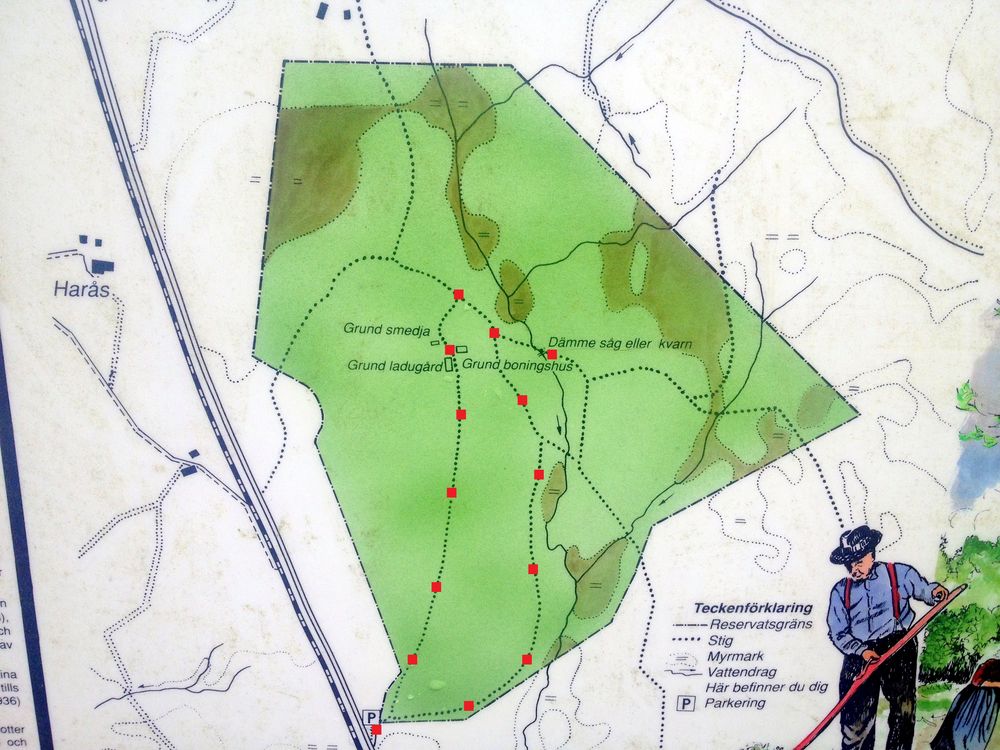 Harås
Grund smedja
Grund ladugård
Grund boningshus
Dämme såg eller kvarn
P
Teckenförklaring
Reservatsgräns
Stig
Myrmark
Vattendrag
Här befinner du dig
P Parkering
n
),
ch
av
ina
tills
936)
otter
och